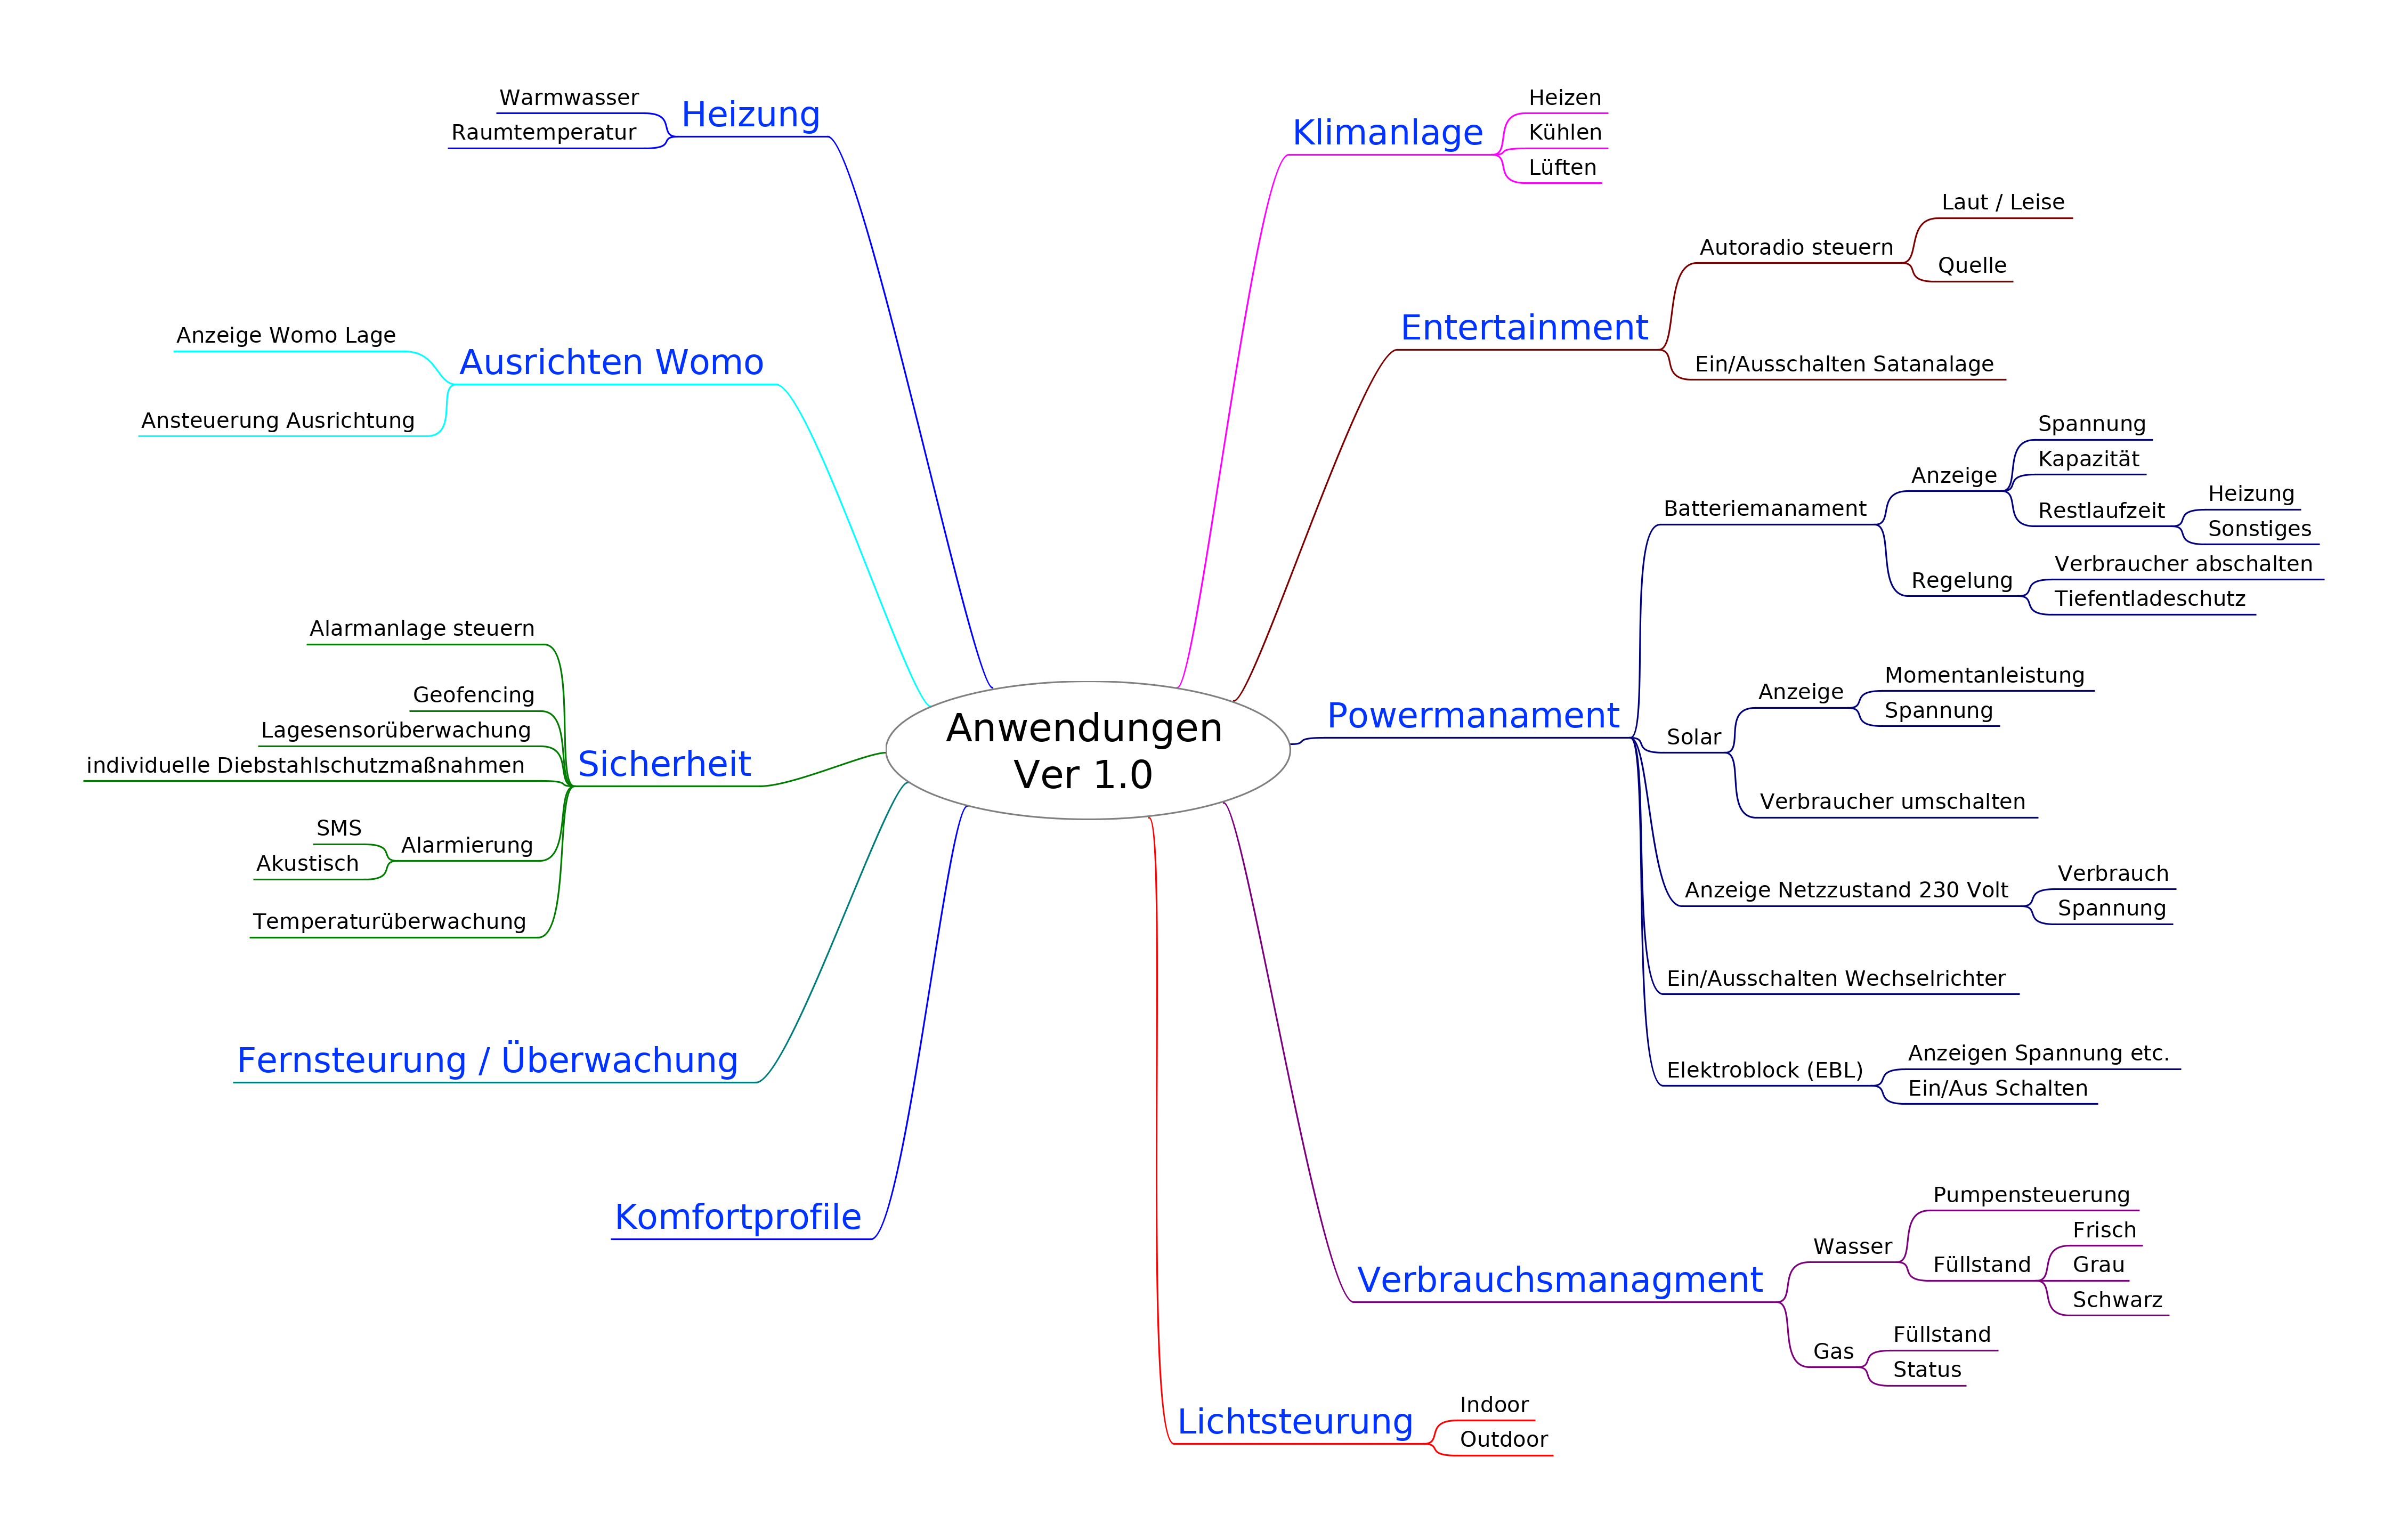 Anwendungen
Ver 1.0
Heizung
Warmwasser
Raumtemperatur
Ausrichten Womo
Anzeige Womo Lage
Ansteuerung Ausrichtung
Sicherheit
Alarmanlage steuern
Geofencing
Lagesensorüberwachung
individuelle Diebstahlschutzmaßnahmen
Alarmierung
SMS
Akustisch
Temperaturüberwachung
Fernsteurung / Überwachung
Komfortprofile
Klimanlage
Heizen
Kühlen
Lüften
Entertainment
Autoradio steuern
Laut / Leise
Quelle
Ein/Ausschalten Satanalage
Powermanament
Batteriemanament
Anzeige
Spannung
Kapazität
Restlaufzeit
Heizung
Sonstiges
Regelung
Verbraucher abschalten
Tiefentladeschutz
Solar
Anzeige
Momentanleistung
Spannung
Verbraucher umschalten
Anzeige Netzzustand 230 Volt
Verbrauch
Spannung
Ein/Ausschalten Wechselrichter
Elektroblock (EBL)
Anzeigen Spannung etc.
Ein/Aus Schalten
Verbrauchsmanagment
Wasser
Pumpensteuerung
Füllstand
Frisch
Grau
Schwarz
Gas
Füllstand
Status
Lichtsteurung
Indoor
Outdoor